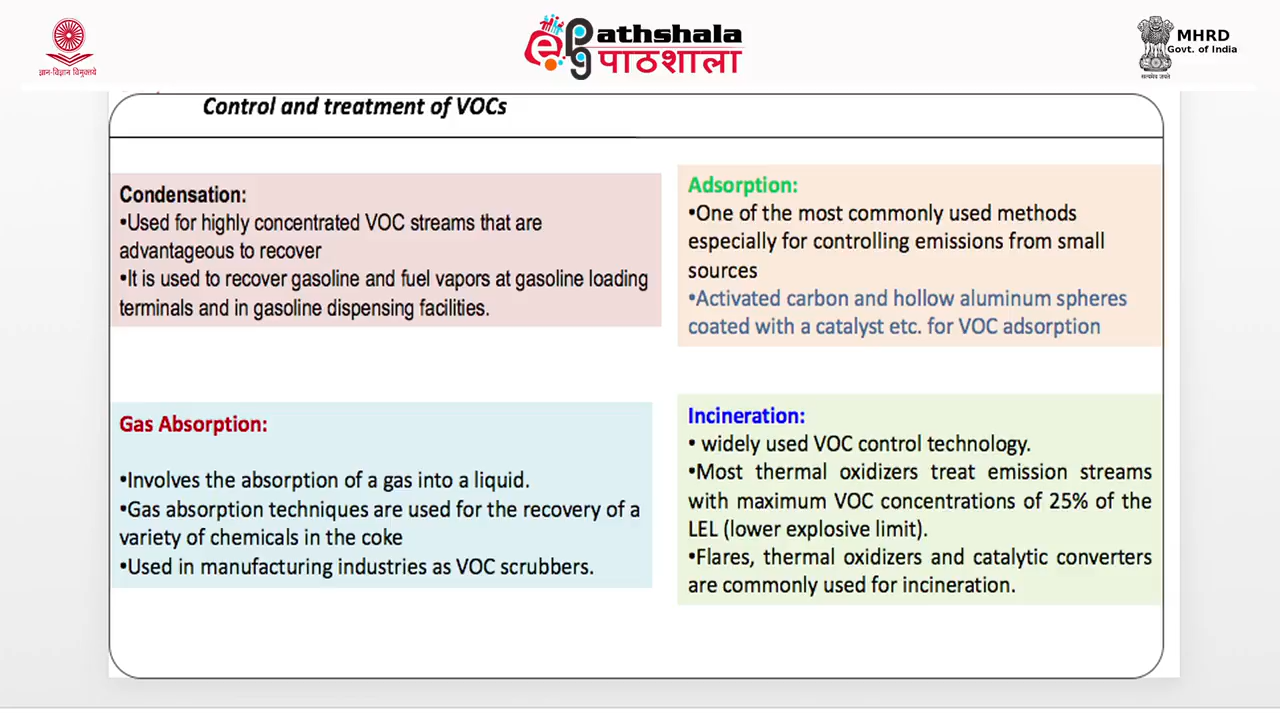 ज्ञान-विज्ञान विमुक्तये
ePathshala
पाठशाला
सत्यमेव जयते
MHRD
Govt. of India
Control and treatment of VOCs
Condensation:
•Used for highly concentrated VOC streams that are
advantageous to recover
•It is used to recover gasoline and fuel vapors at gasoline loading
terminals and in gasoline dispensing facilities.
Adsorption:
•One of the most commonly used methods
especially for controlling emissions from small
sources
•Activated carbon and hollow aluminum spheres
coated with a catalyst etc. for VOC adsorption
Gas Absorption:
•Involves the absorption of a gas into a liquid.
•Gas absorption techniques are used for the recovery of a
variety of chemicals in the coke
•Used in manufacturing industries as VOC scrubbers.
Incineration:
• widely used VOC control technology.
•Most thermal oxidizers treat emission streams
with maximum VOC concentrations of 25% of the
LEL (lower explosive limit).
•Flares, thermal oxidizers and catalytic converters
are commonly used for incineration.